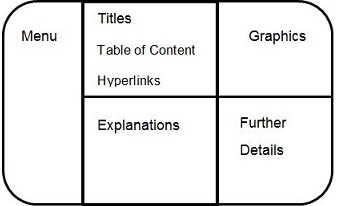 Menu
Titles
Table of Content
Hyperlinks
Graphics
Explanations
Further
Details